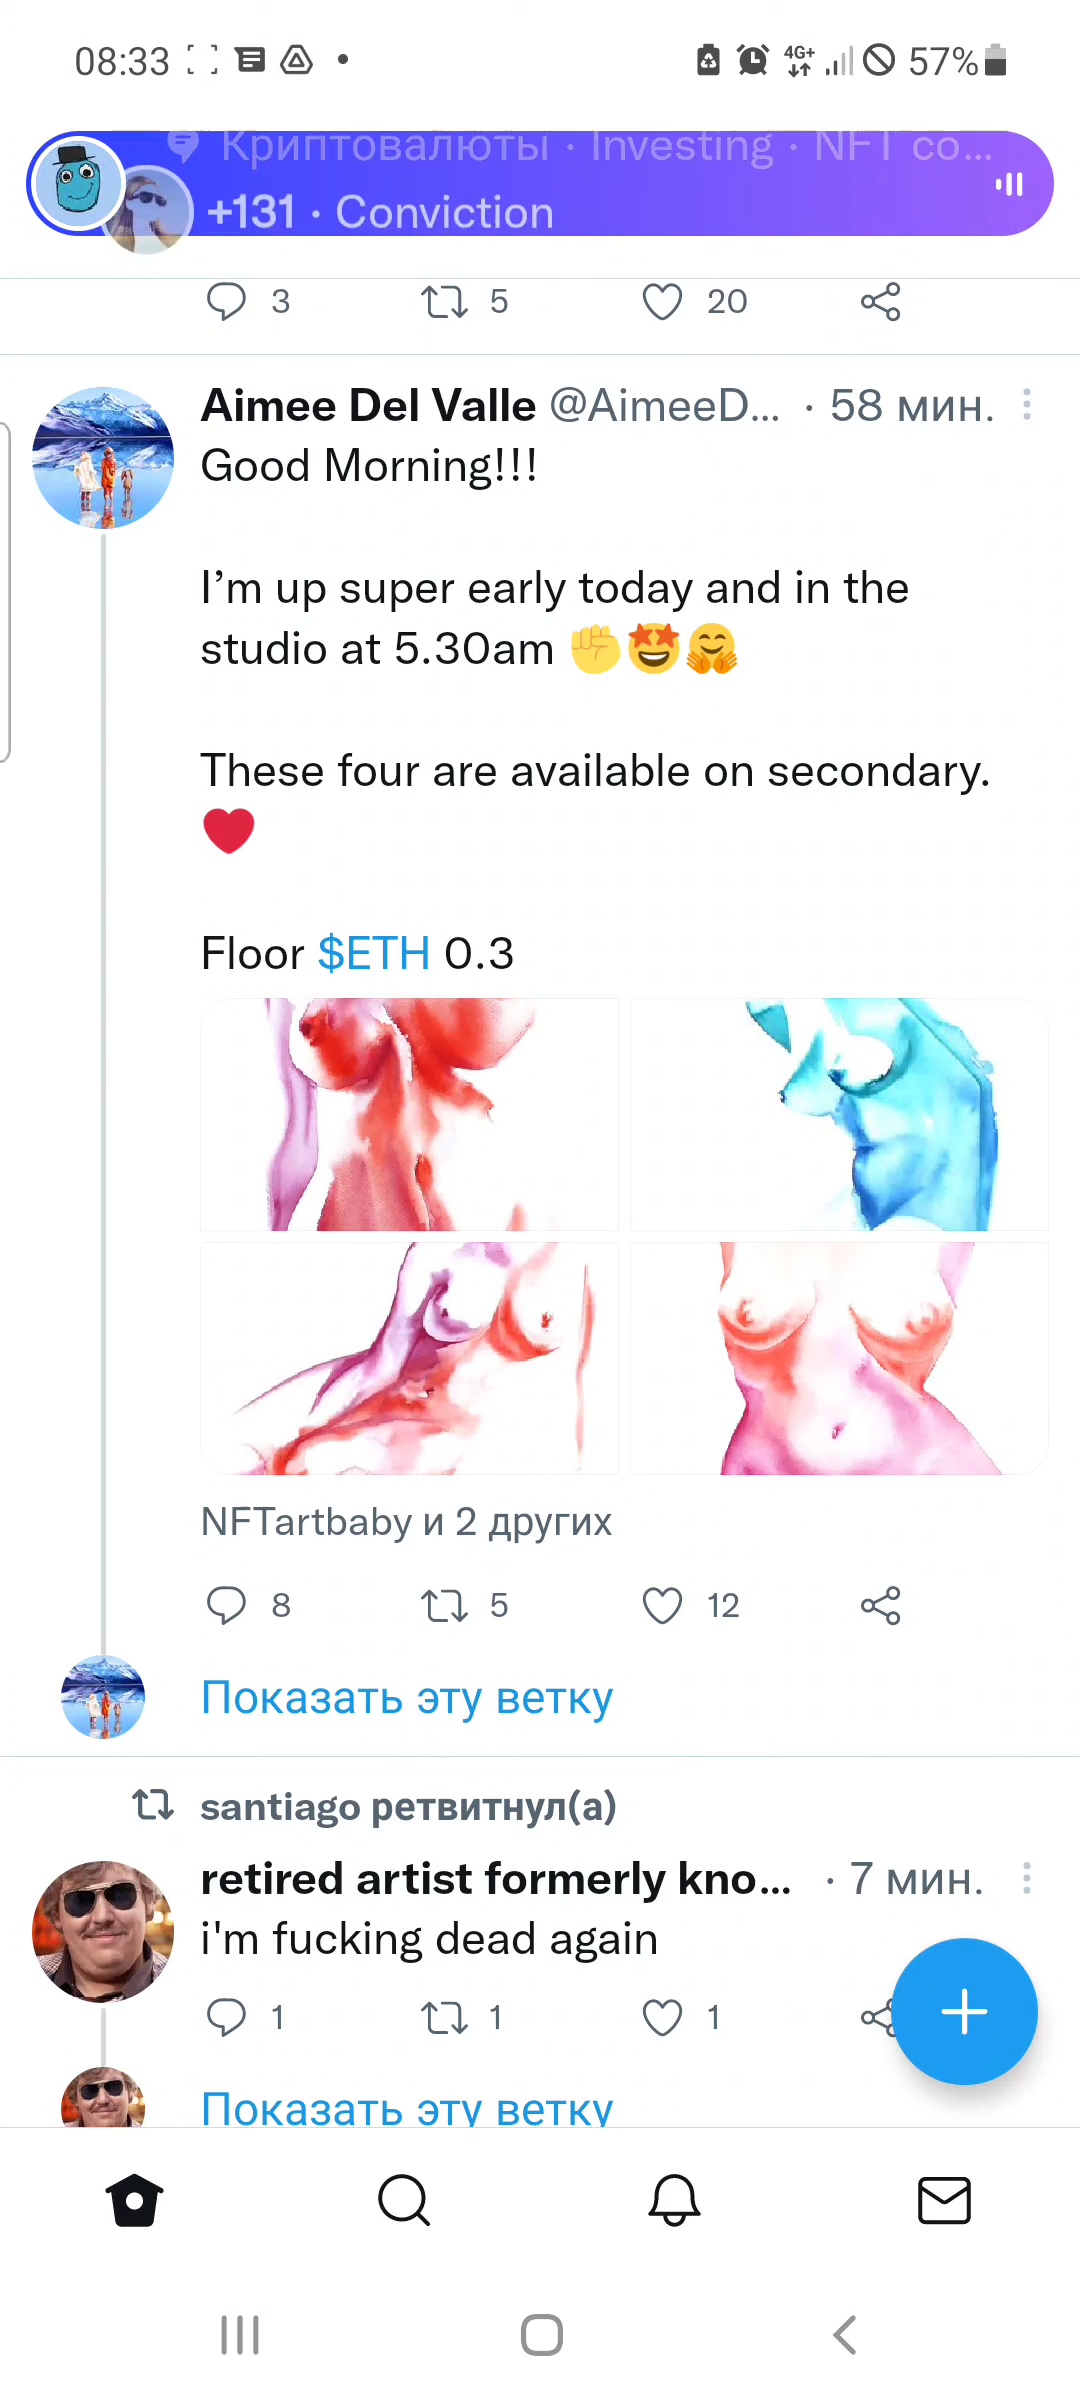 08:33
4G+
57%
Криптовалюты · Investing · NFT co...
+131 · Conviction
3 5 20
Aimee Del Valle @AimeeD... · 58 мин.
Good Morning!!!
I’m up super early today and in the
studio at 5.30am ✊🤩🤗
These four are available on secondary.
❤️
Floor $ETH 0.3
NFTartbaby и 2 других
8 5 12
Показать эту ветку
santiago ретвитнул(а)
retired artist formerly kno... · 7 мин.
i'm fucking dead again
1 1 1
Показать эту ветку